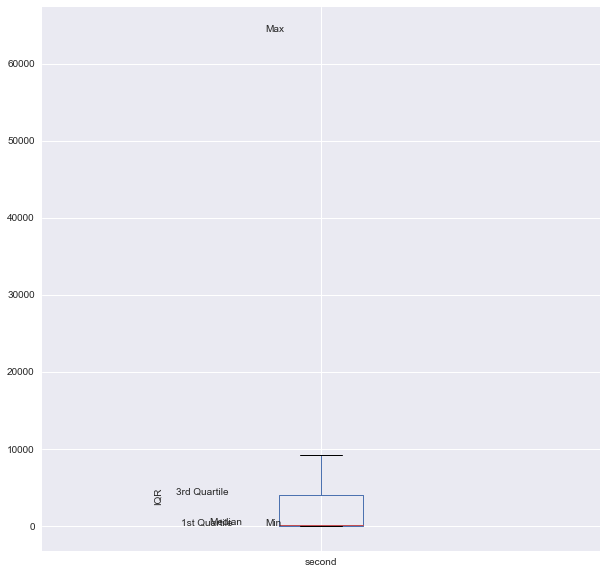 Max
60000
50000
40000
30000
20000
10000
3rd Quartile
IQR
Median
1st Quartile
Min
0
second